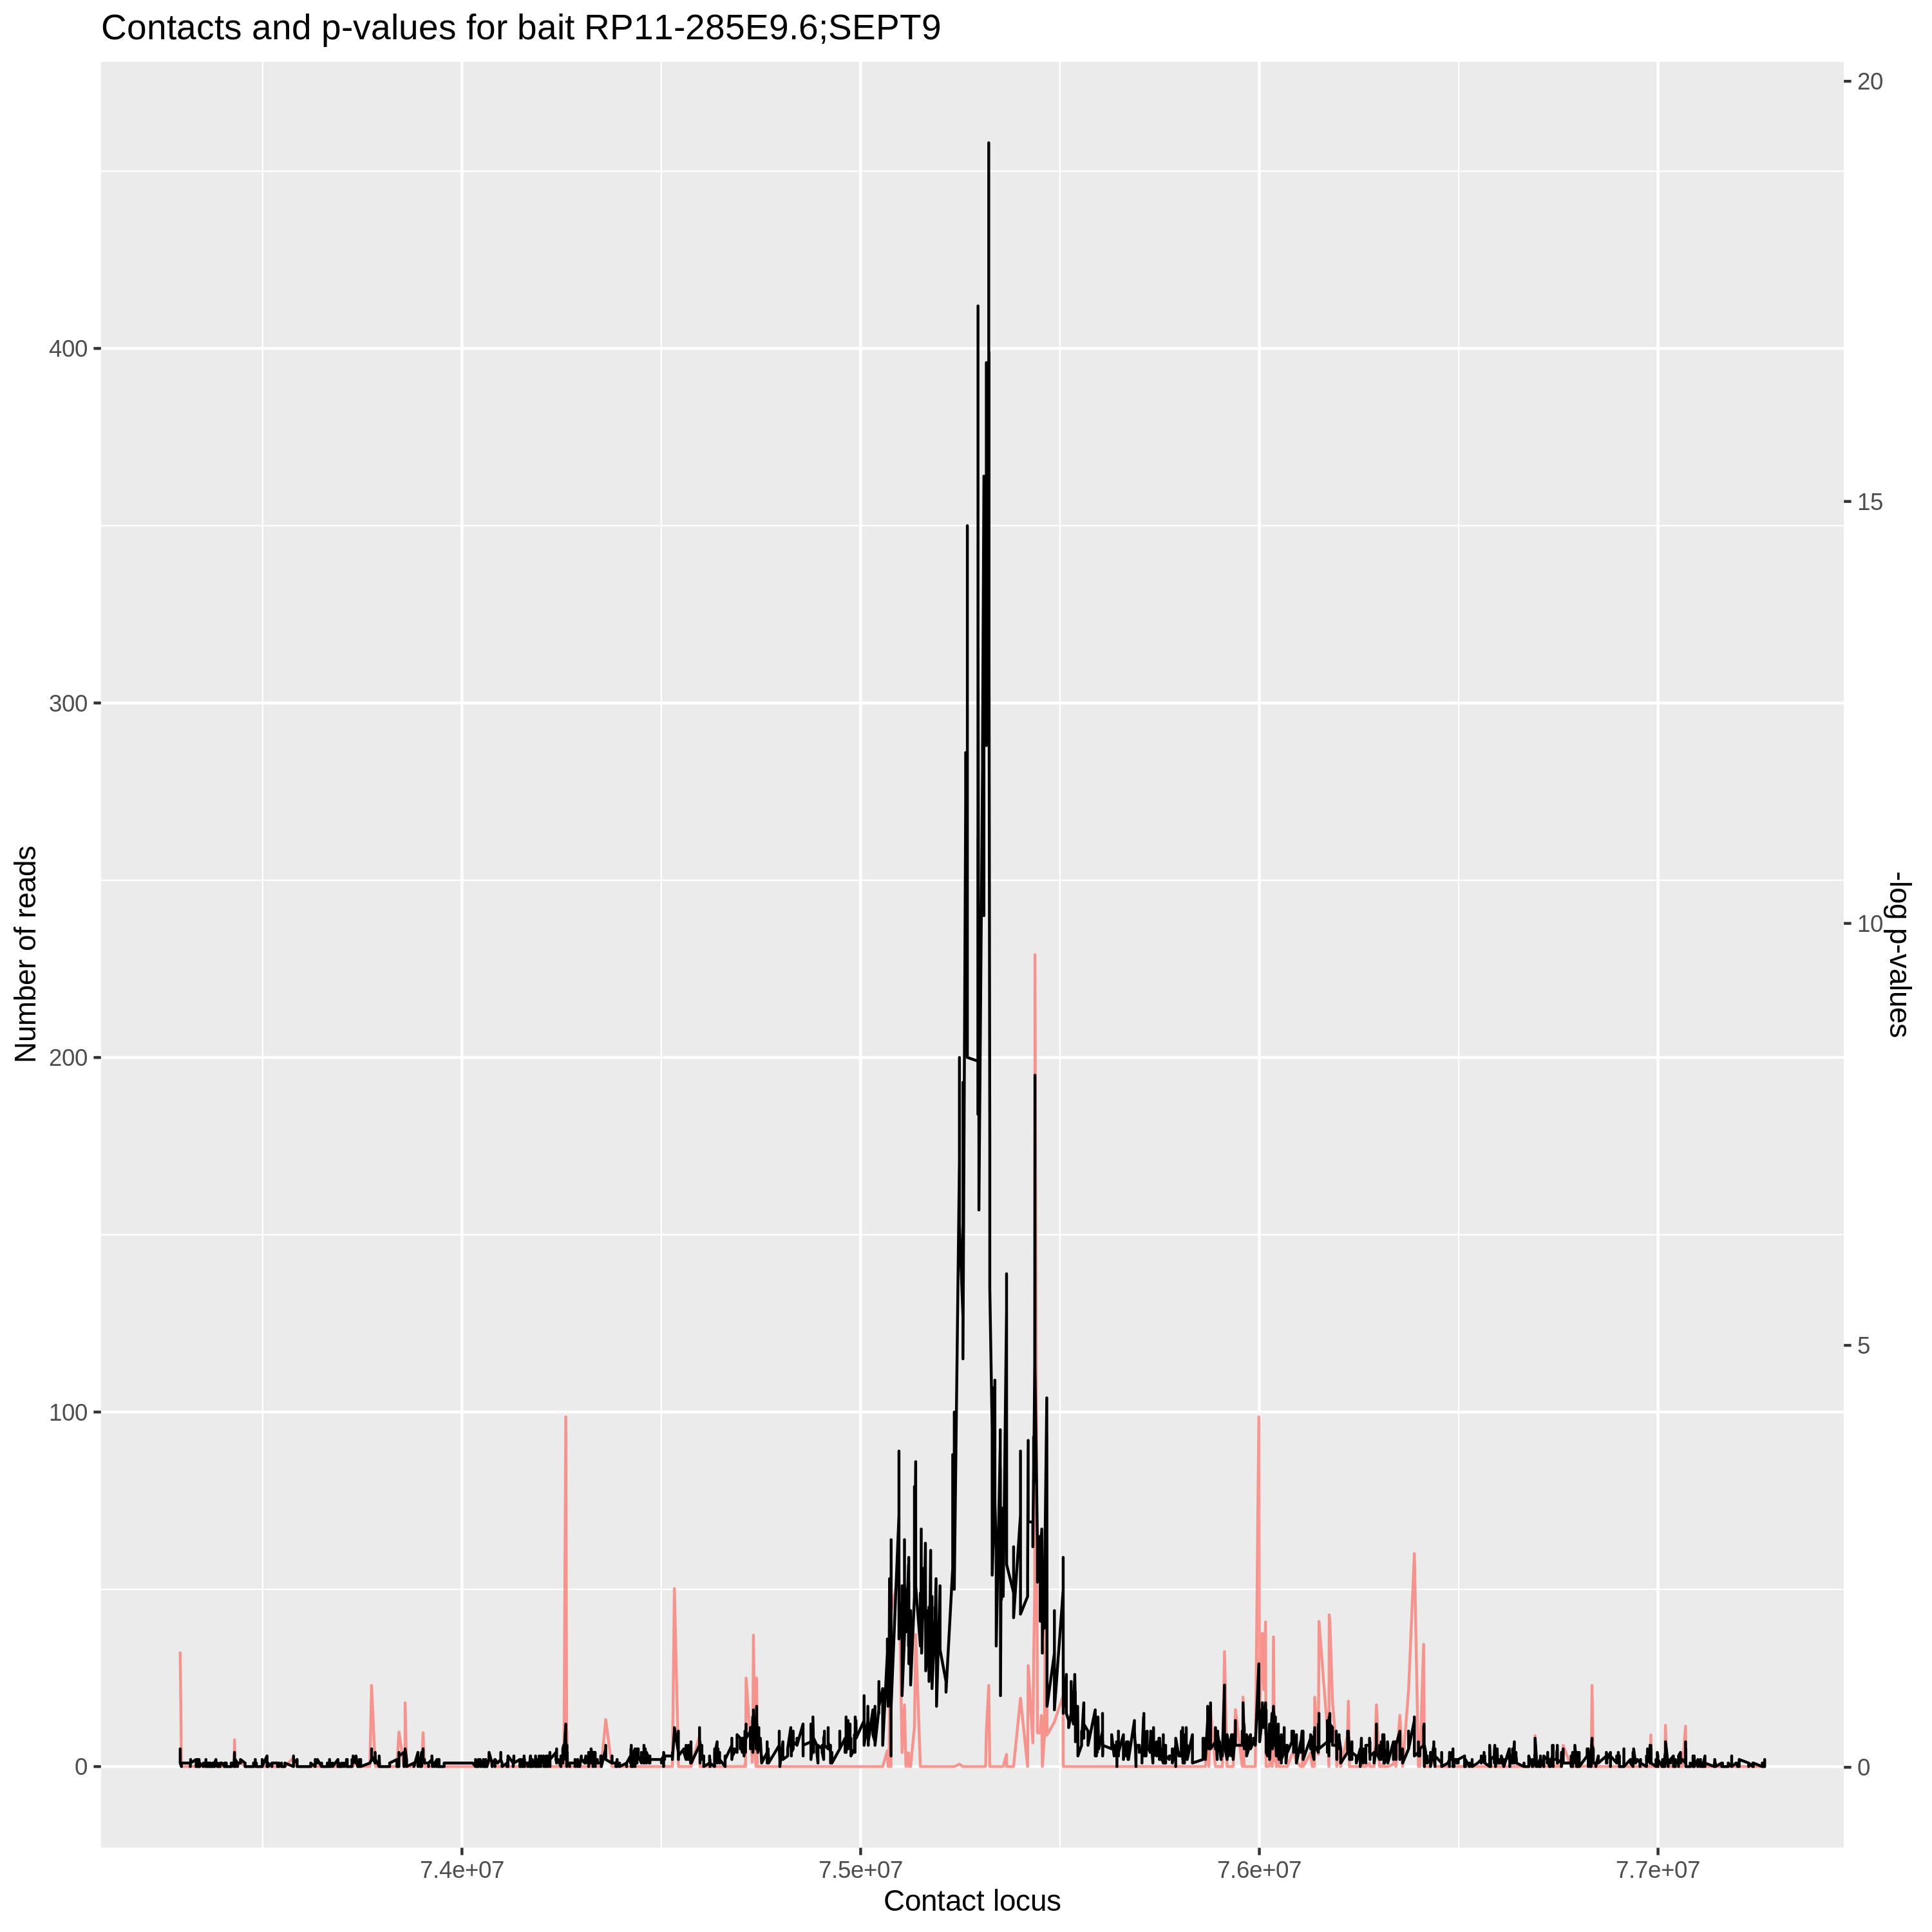 Contacts and p-values for bait RP11-285E9.6;SEPT9
Number of reads
400
300
200
100
0
20
15
10
5
0
-log p-values
7.4e+07
7.5e+07
7.6e+07
7.7e+07
Contact locus